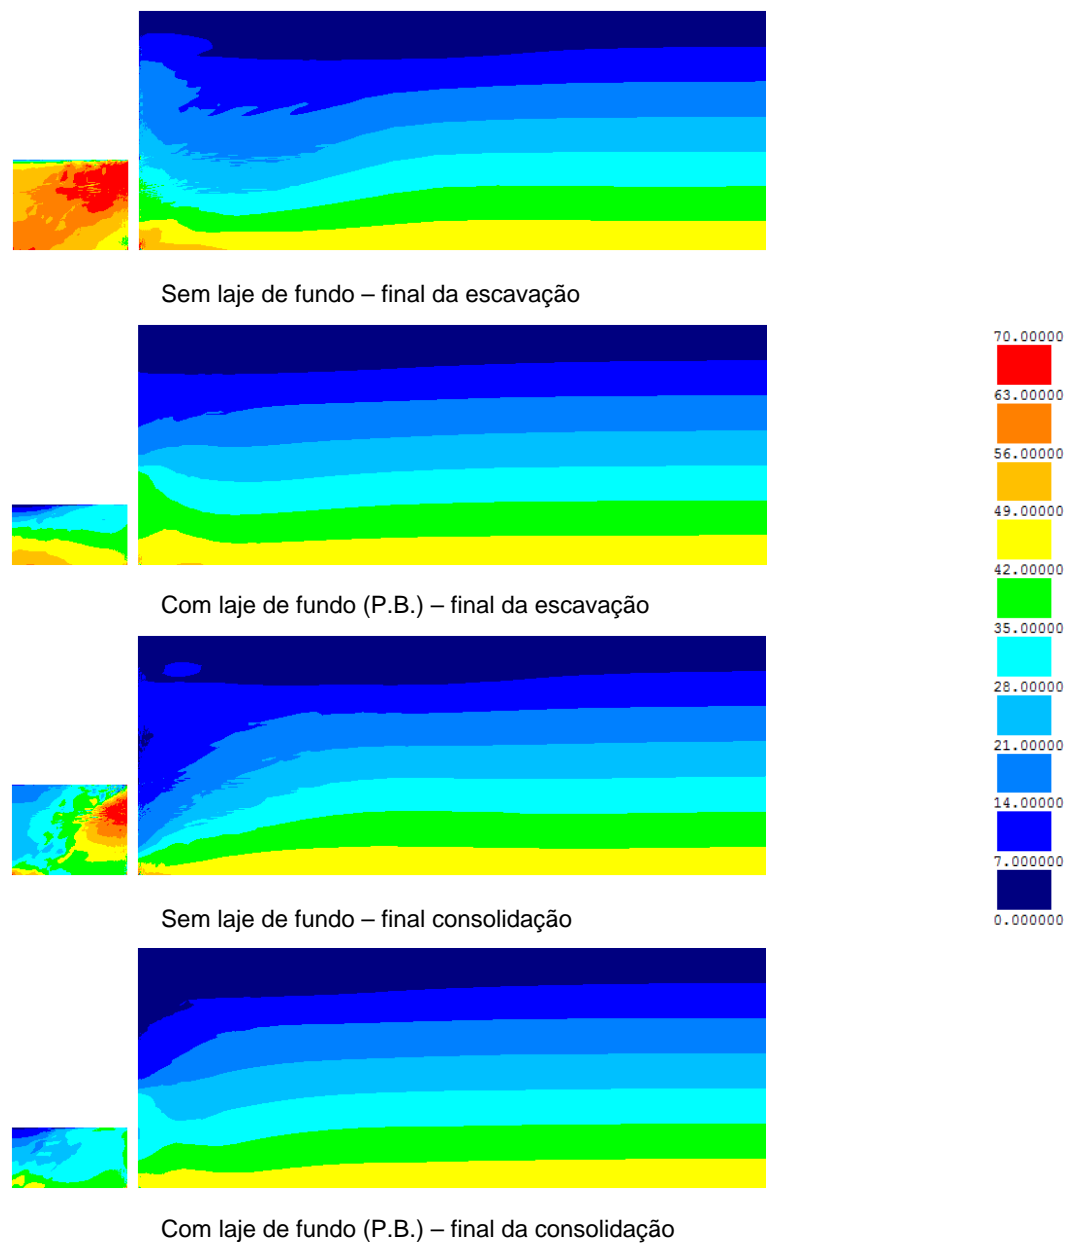 Sem laje de fundo – final da escavação
70.00000
63.00000
56.00000
49.00000
42.00000
35.00000
28.00000
21.00000
14.00000
7.000000
0.000000
Com laje de fundo (P.B.) – final da escavação
Sem laje de fundo – final consolidação
Com laje de fundo (P.B.) – final da consolidação